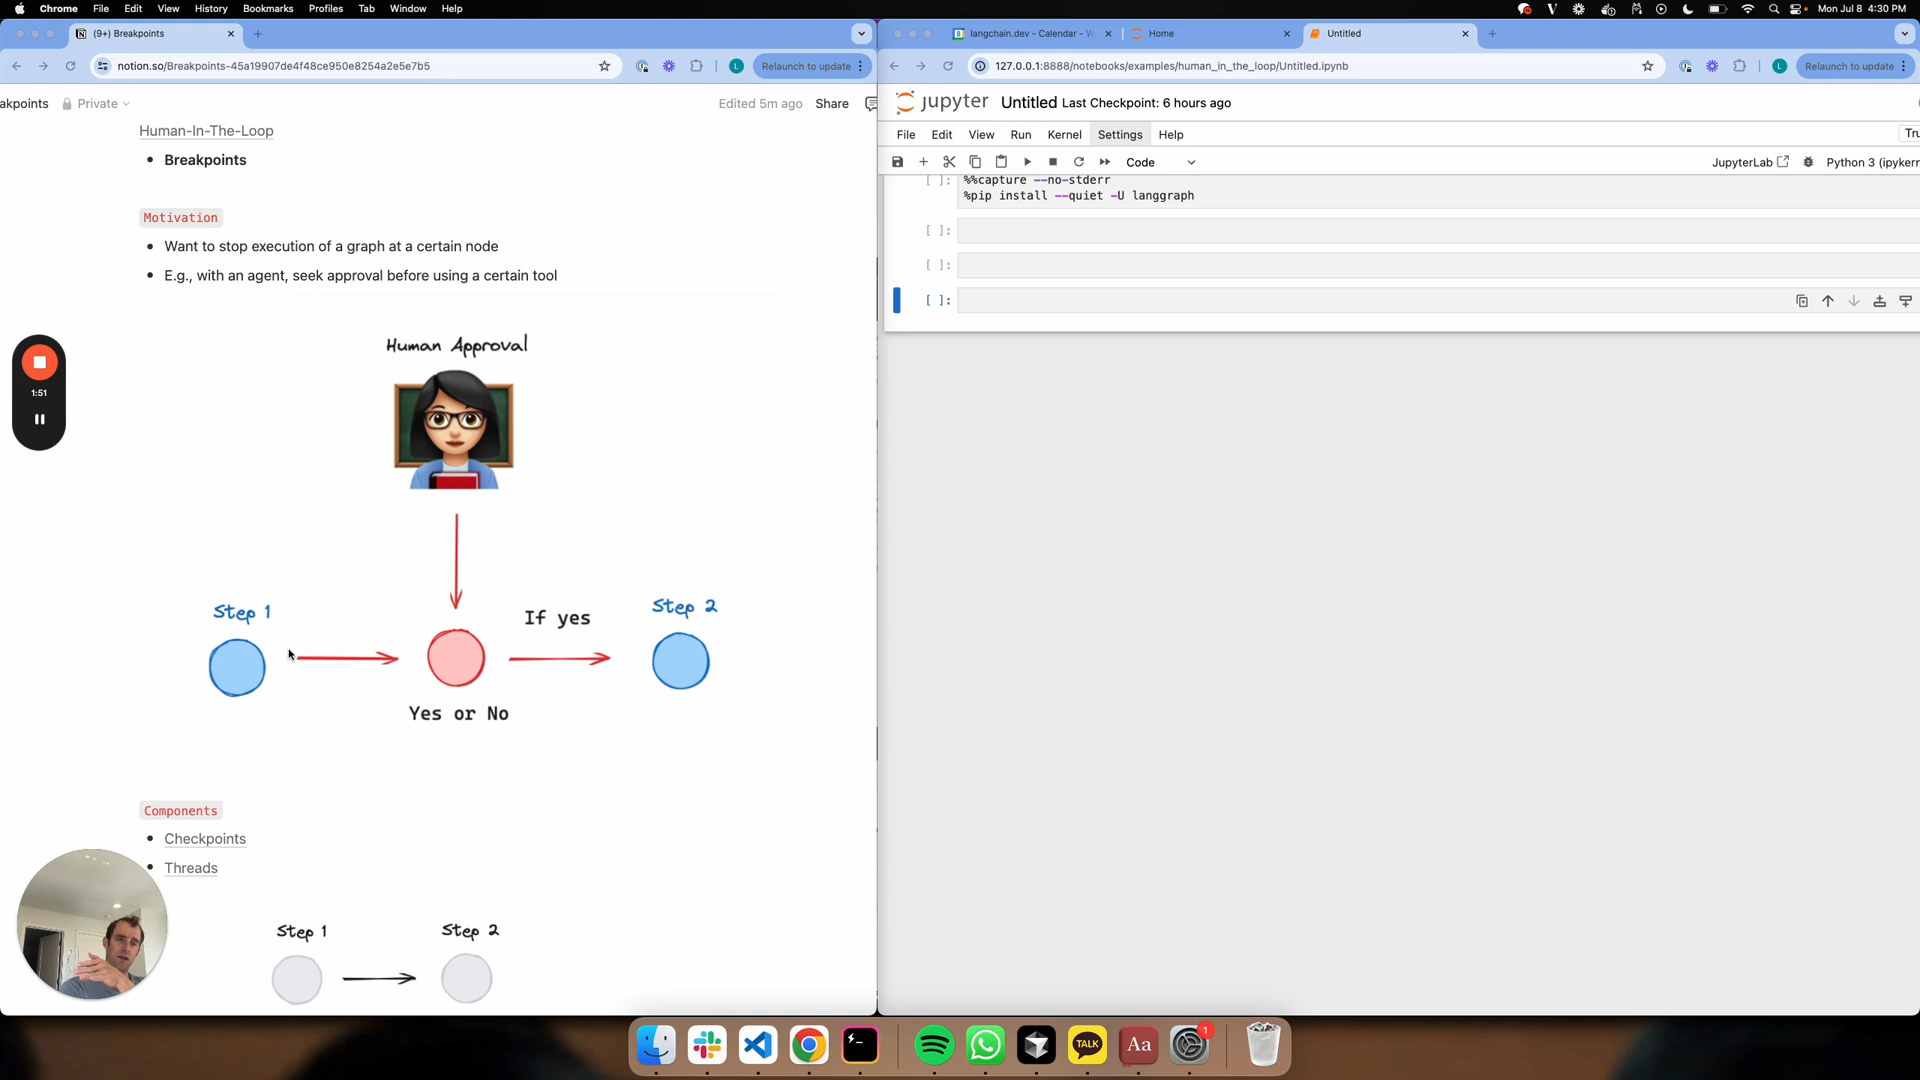 Chrome File Edit View History Bookmarks Profiles Tab Window Help
Mon Jul 8 4:30 PM
(9+) Breakpoints
notion.so/Breakpoints-45a19907de4f48ce950e8254a2e5e7b5
Relaunch to update
akpoints Private
Edited 5m ago Share
Human-In-The-Loop
Breakpoints
Motivation
Want to stop execution of a graph at a certain node
E.g., with an agent, seek approval before using a certain tool
Human Approval
1:51
Step 1
If yes
Step 2
Yes or No
Components
Checkpoints
Threads
Step 1
Step 2
langchain.dev - Calendar - W
Home
Untitled
127.0.0.1:8888/notebooks/examples/human_in_the_loop/Untitled.ipynb
Relaunch to update
jupyter Untitled Last Checkpoint: 6 hours ago
File Edit View Run Kernel Settings Help
Tru
Code
JupyterLab
Python 3 (ipykern
[ ]: %%capture --no-stderr
%pip install --quiet -U langgraph
[ ]:
[ ]:
[ ]:
TALK
Aa
1